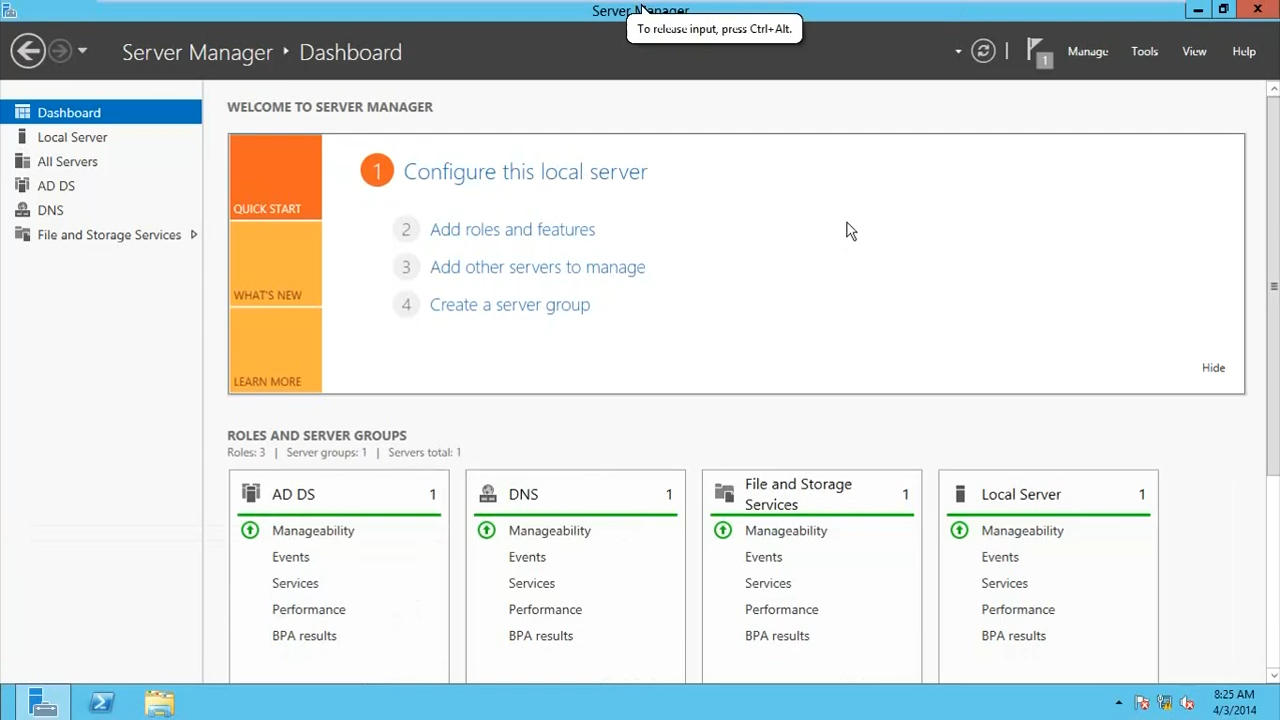 Server Manager
To release input, press Ctrl+Alt.
Server Manager ▸ Dashboard
1
Manage
Tools
View
Help
Dashboard
Local Server
All Servers
AD DS
DNS
File and Storage Services
WELCOME TO SERVER MANAGER
QUICK START
WHAT'S NEW
LEARN MORE
1 Configure this local server
2 Add roles and features
3 Add other servers to manage
4 Create a server group
Hide
ROLES AND SERVER GROUPS
Roles: 3 | Server groups: 1 | Servers total: 1
AD DS 1
Manageability
Events
Services
Performance
BPA results
DNS 1
Manageability
Events
Services
Performance
BPA results
File and Storage
Services 1
Manageability
Events
Services
Performance
BPA results
Local Server 1
Manageability
Events
Services
Performance
BPA results
8:25 AM
4/3/2014